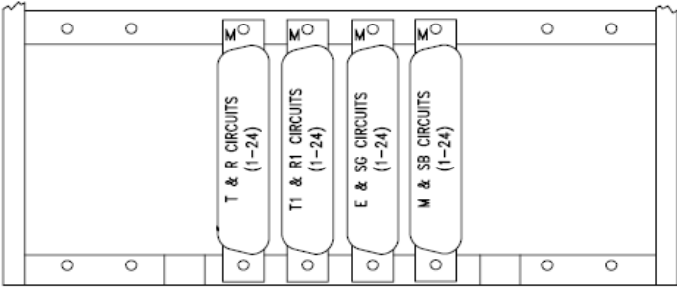 M
M
M
M
T & R CIRCUITS
(1-24)
T1 & R1 CIRCUITS
(1-24)
E & SG CIRCUITS
(1-24)
M & SB CIRCUITS
(1-24)